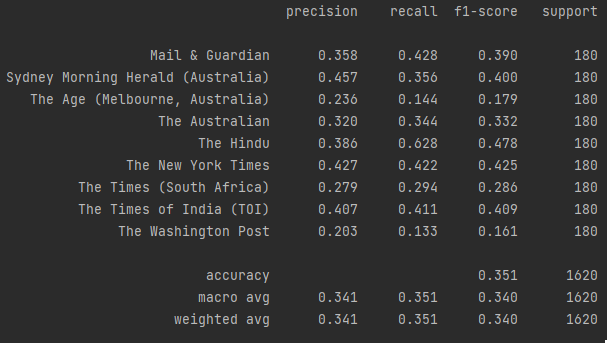 precision recall f1-score support
Mail & Guardian 0.358 0.428 0.390 180
Sydney Morning Herald (Australia) 0.457 0.356 0.400 180
The Age (Melbourne, Australia) 0.236 0.144 0.179 180
The Australian 0.320 0.344 0.332 180
The Hindu 0.386 0.628 0.478 180
The New York Times 0.427 0.422 0.425 180
The Times (South Africa) 0.279 0.294 0.286 180
The Times of India (TOI) 0.407 0.411 0.409 180
The Washington Post 0.203 0.133 0.161 180
accuracy 0.351 1620
macro avg 0.341 0.351 0.340 1620
weighted avg 0.341 0.351 0.340 1620